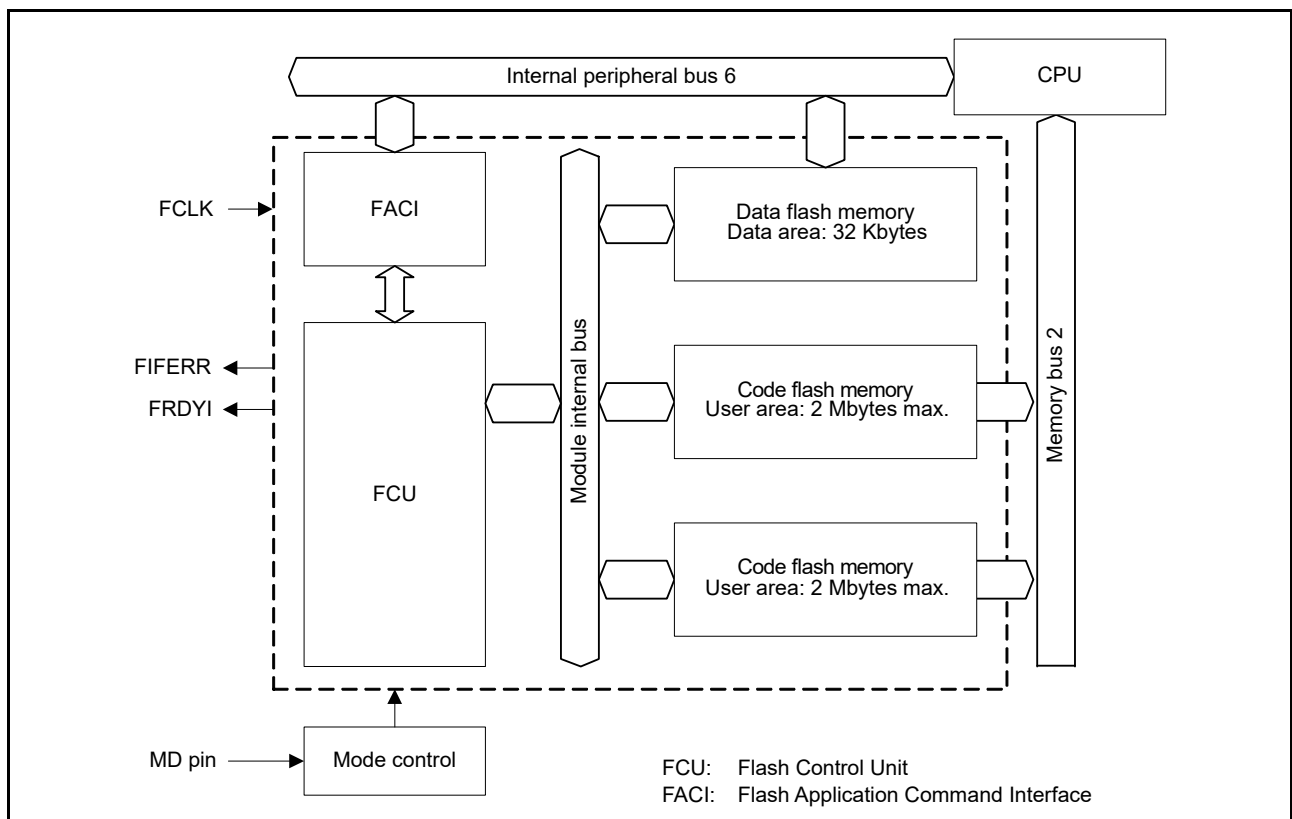 Internal peripheral bus 6
CPU
FCLK
FACI
Data flash memory
Data area: 32 Kbytes
FIFERR
FRDYI
FCU
Module internal bus
Code flash memory
User area: 2 Mbytes max.
Memory bus 2
Code flash memory
User area: 2 Mbytes max.
MD pin
Mode control
FCU: Flash Control Unit
FACI: Flash Application Command Interface